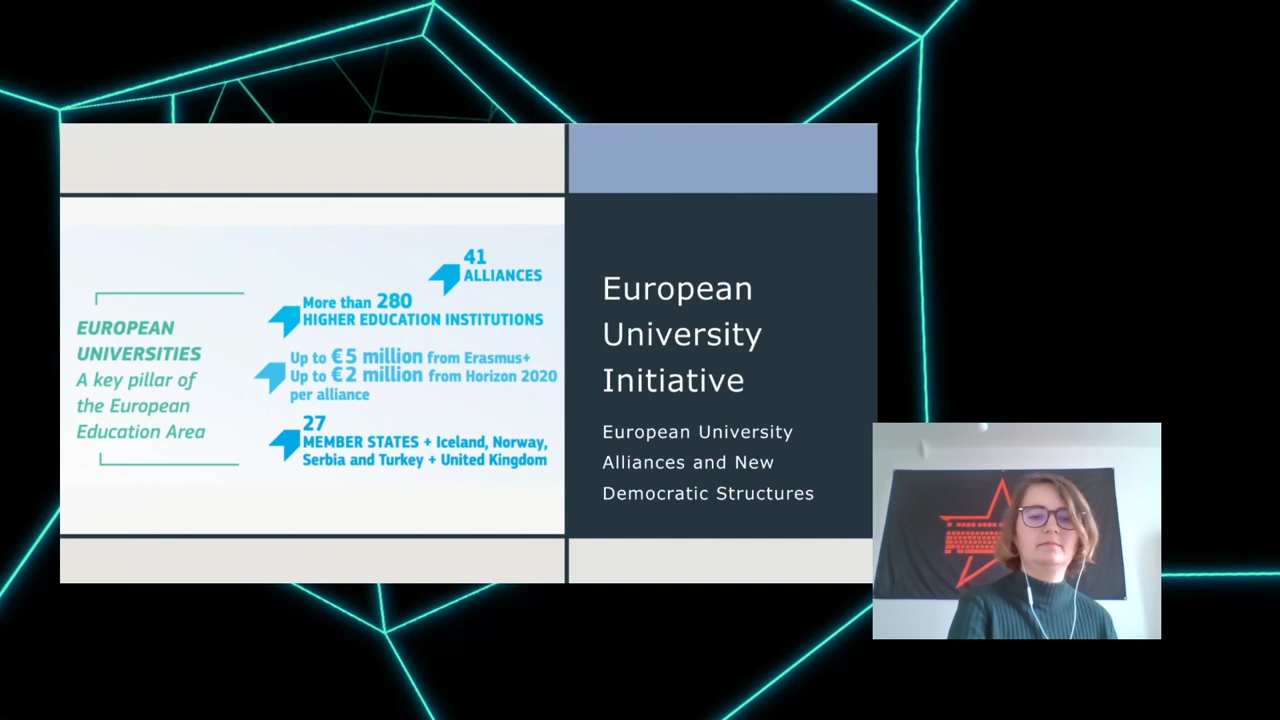 41
ALLIANCES
More than 280
HIGHER EDUCATION INSTITUTIONS
EUROPEAN
UNIVERSITIES
A key pillar of
the European
Education Area
Up to €5 million from Erasmus+
Up to €2 million from Horizon 2020
per alliance
27
MEMBER STATES + Iceland, Norway,
Serbia and Turkey + United Kingdom
European
University
Initiative
European University
Alliances and New
Democratic Structures